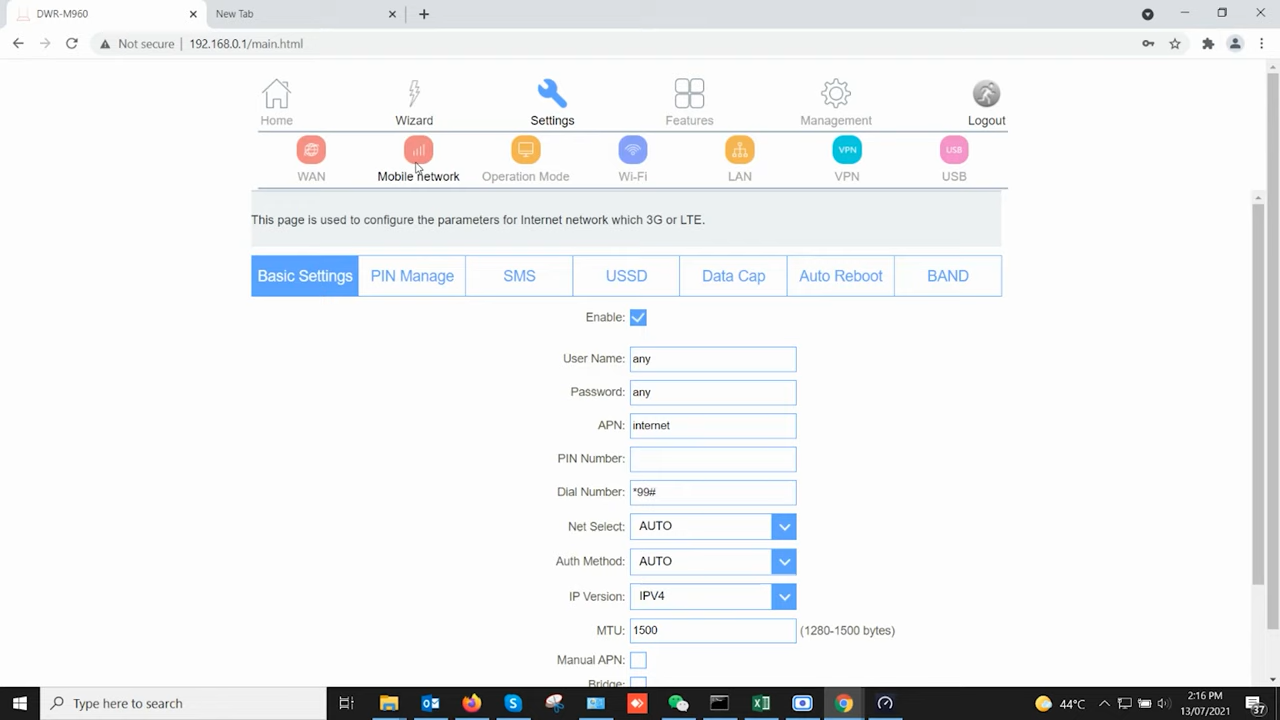 DWR-M960
New Tab
Not secure | 192.168.0.1/main.html
Home Wizard Settings Features Management Logout
VPN USB
WAN Mobile network Operation Mode Wi-Fi LAN VPN USB
This page is used to configure the parameters for Internet network which 3G or LTE.
Basic Settings PIN Manage SMS USSD Data Cap Auto Reboot BAND
Enable:
User Name: any
Password: any
APN: internet
PIN Number:
Dial Number: *99#
Net Select: AUTO
Auth Method: AUTO
IP Version: IPV4
MTU: 1500 (1280-1500 bytes)
Manual APN:
Bridge:
Type here to search
44°C
2:16 PM
13/07/2021
37